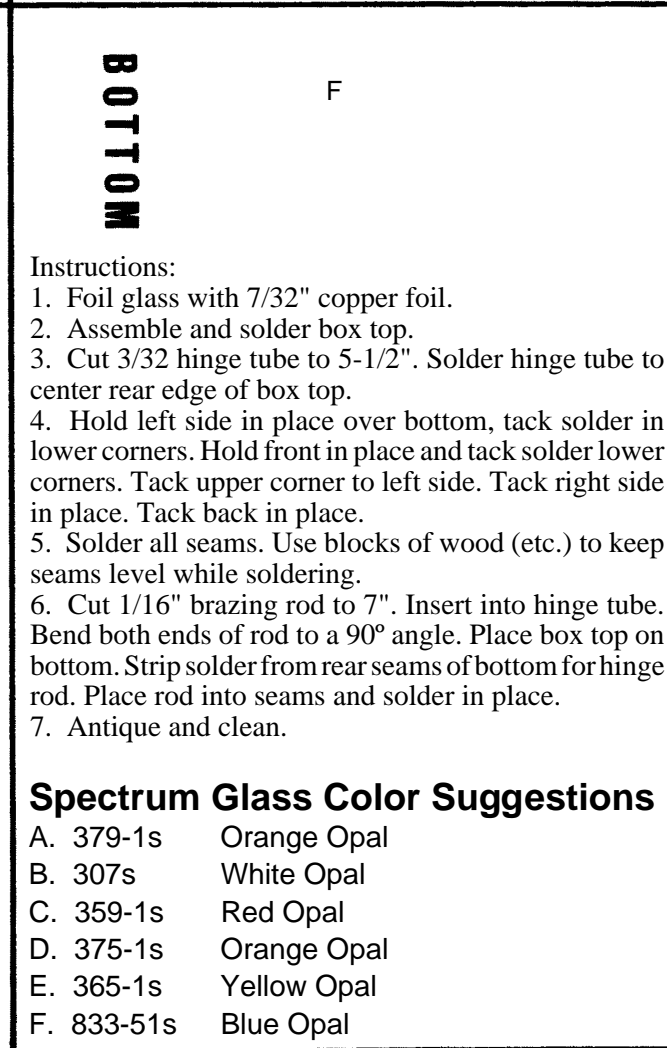 BOTTOM
F
Instructions:
1. Foil glass with 7/32" copper foil.
2. Assemble and solder box top.
3. Cut 3/32 hinge tube to 5-1/2". Solder hinge tube to
center rear edge of box top.
4. Hold left side in place over bottom, tack solder in
lower corners. Hold front in place and tack solder lower
corners. Tack upper corner to left side. Tack right side
in place. Tack back in place.
5. Solder all seams. Use blocks of wood (etc.) to keep
seams level while soldering.
6. Cut 1/16" brazing rod to 7". Insert into hinge tube.
Bend both ends of rod to a 90º angle. Place box top on
bottom. Strip solder from rear seams of bottom for hinge
rod. Place rod into seams and solder in place.
7. Antique and clean.
Spectrum Glass Color Suggestions
A. 379-1s Orange Opal
B. 307s White Opal
C. 359-1s Red Opal
D. 375-1s Orange Opal
E. 365-1s Yellow Opal
F. 833-51s Blue Opal